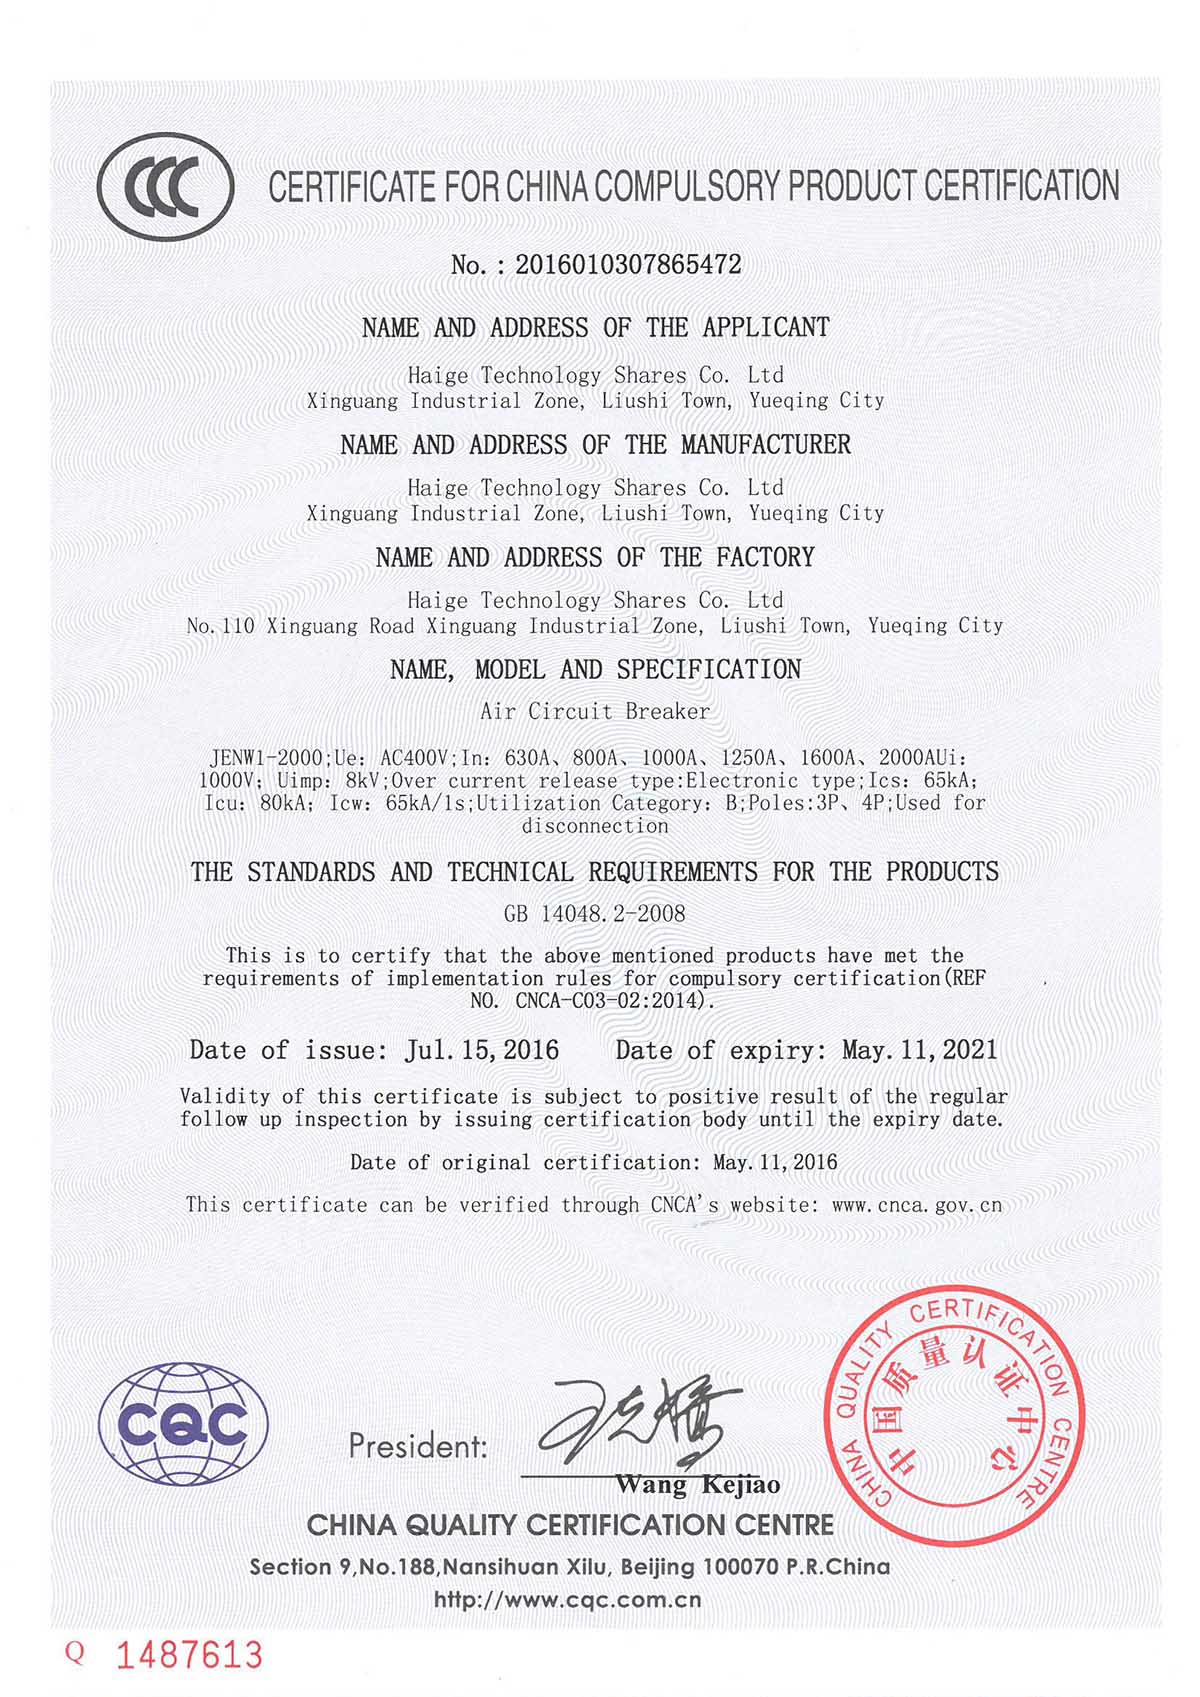 CCC
CERTIFICATE FOR CHINA COMPULSORY PRODUCT CERTIFICATION
No.: 2016010307865472
NAME AND ADDRESS OF THE APPLICANT
Haige Technology Shares Co. Ltd
Xinguang Industrial Zone, Liushi Town, Yueqing City
NAME AND ADDRESS OF THE MANUFACTURER
Haige Technology Shares Co. Ltd
Xinguang Industrial Zone, Liushi Town, Yueqing City
NAME AND ADDRESS OF THE FACTORY
Haige Technology Shares Co. Ltd
No.110 Xinguang Road Xinguang Industrial Zone, Liushi Town, Yueqing City
NAME, MODEL AND SPECIFICATION
Air Circuit Breaker
JENW1-2000;Ue: AC400V;In: 630A、800A、1000A、1250A、1600A、2000AUi:
1000V; Uimp: 8kV;Over current release type:Electronic type;Ics: 65kA;
Icu: 80kA; Icw: 65kA/1s;Utilization Category: B;Poles:3P、4P;Used for
disconnection
THE STANDARDS AND TECHNICAL REQUIREMENTS FOR THE PRODUCTS
GB 14048.2-2008
This is to certify that the above mentioned products have met the
requirements of implementation rules for compulsory certification(REF
NO. CNCA-C03-02:2014).
Date of issue: Jul.15,2016 Date of expiry: May.11,2021
Validity of this certificate is subject to positive result of the regular
follow up inspection by issuing certification body until the expiry date.
Date of original certification: May.11,2016
This certificate can be verified through CNCA's website: www.cnca.gov.cn
CHINA QUALITY CERTIFICATION CENTRE
中国质量认证中心
CQC
President:
王克娇
Wang Kejiao
CHINA QUALITY CERTIFICATION CENTRE
Section 9,No.188,Nansihuan Xilu, Beijing 100070 P.R.China
http://www.cqc.com.cn
Q 1487613